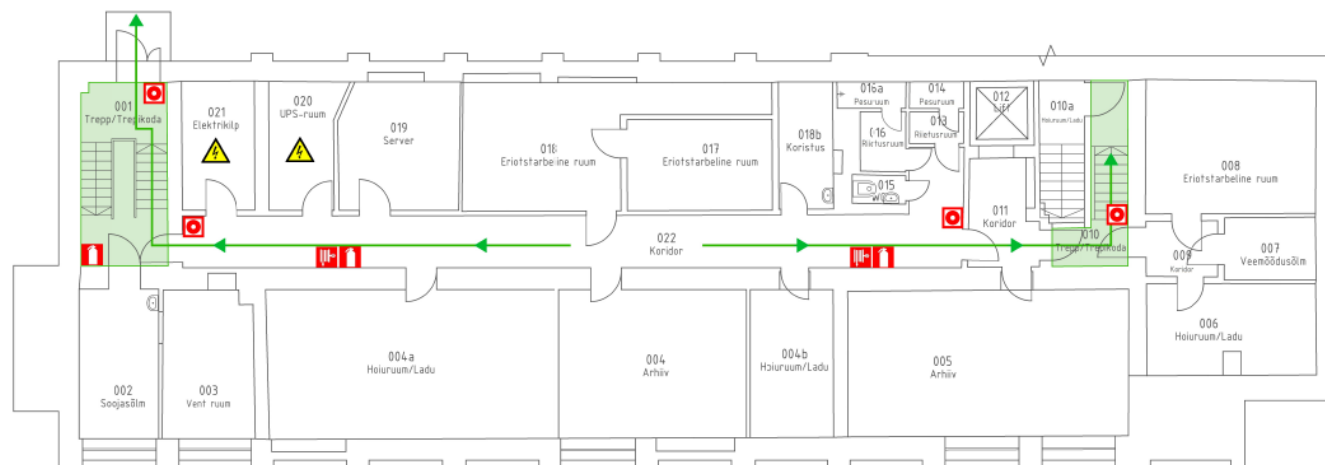 001
Trepp/Trepikoda
021
Elektrikilp
020
UPS-ruum
019
Server
018
Eriotstarbeline ruum
017
Eriotstarbeline ruum
018b
Koristus
016a
Pesuruum
014
Pesuruum
013
Riietusruum
016
Riietusruum
015
WC
012
Lift
010a
Hoiuruum/Ladu
008
Eriotstarbeline ruum
011
Koridor
022
Koridor
010
Trepp/Trepikoda
009
Koridor
007
Veemõõdusõlm
006
Hoiuruum/Ladu
002
Soojasõlm
003
Vent ruum
004a
Hoiuruum/Ladu
004
Arhiiv
004b
Hoiuruum/Ladu
005
Arhiiv